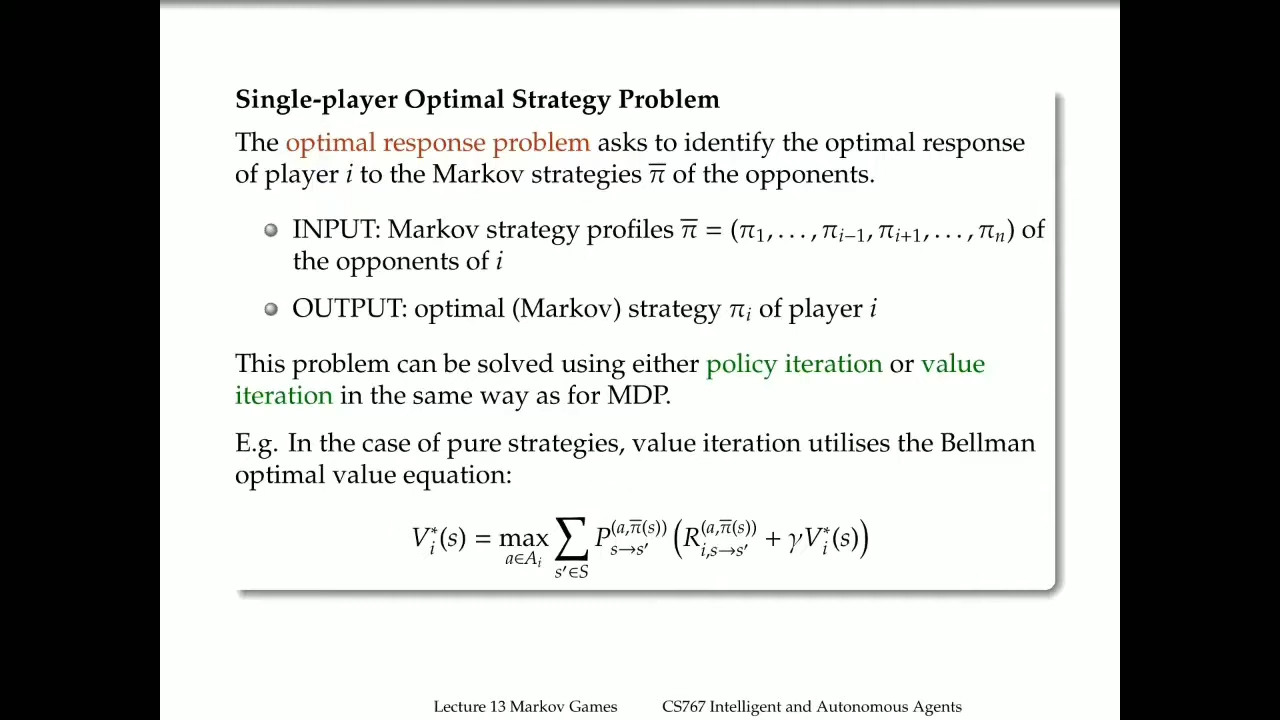 Single-player Optimal Strategy Problem
The optimal response problem asks to identify the optimal response
of player i to the Markov strategies π̅ of the opponents.
INPUT: Markov strategy profiles π̅ = (π₁, . . . , πᵢ₋₁, πᵢ₊₁, . . . , πₙ) of
the opponents of i
OUTPUT: optimal (Markov) strategy πᵢ of player i
This problem can be solved using either policy iteration or value
iteration in the same way as for MDP.
E.g. In the case of pure strategies, value iteration utilises the Bellman
optimal value equation:
V*_i(s) = max_{a∈A_i} ∑_{s′∈S} P^{(a,π̅(s))}_{s→s′} (R^{(a,π̅(s))}_{i,s→s′} + γV*_i(s))
Lecture 13 Markov Games CS767 Intelligent and Autonomous Agents